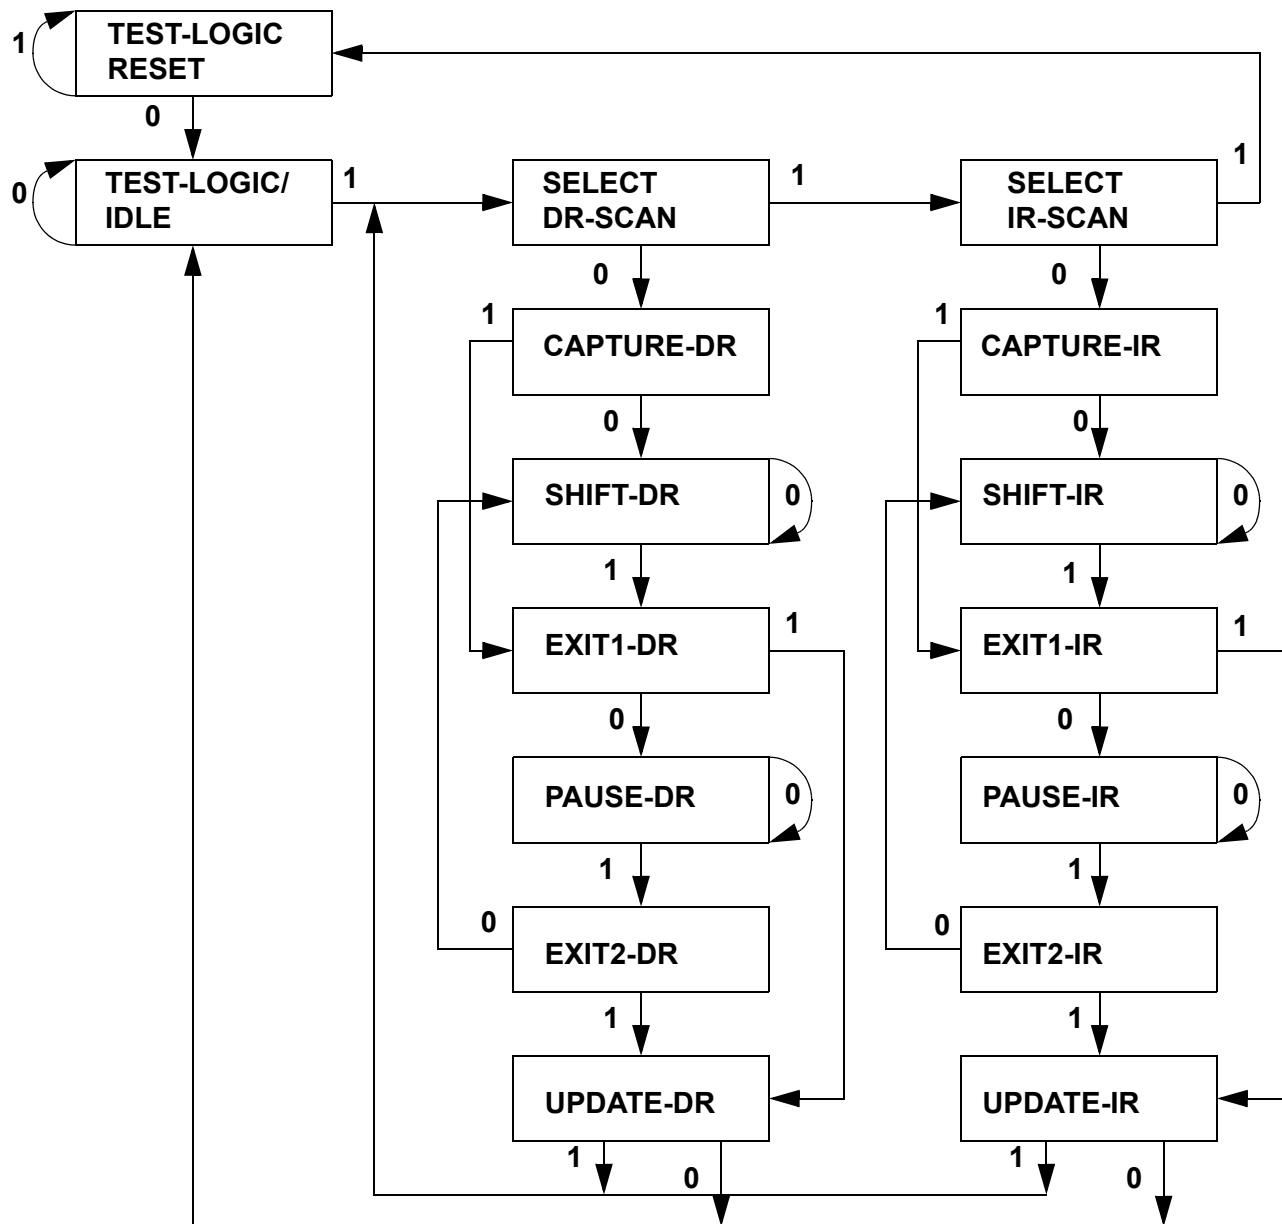 TEST-LOGIC
RESET
1
0
TEST-LOGIC/
IDLE
0
1
SELECT
DR-SCAN
1
SELECT
IR-SCAN
1
0
0
1
CAPTURE-DR
1
CAPTURE-IR
0
0
SHIFT-DR
0
SHIFT-IR
0
1
1
EXIT1-DR
1
EXIT1-IR
1
0
0
PAUSE-DR
0
PAUSE-IR
0
1
1
0
EXIT2-DR
0
EXIT2-IR
1
1
UPDATE-DR
UPDATE-IR
1
0
1
0